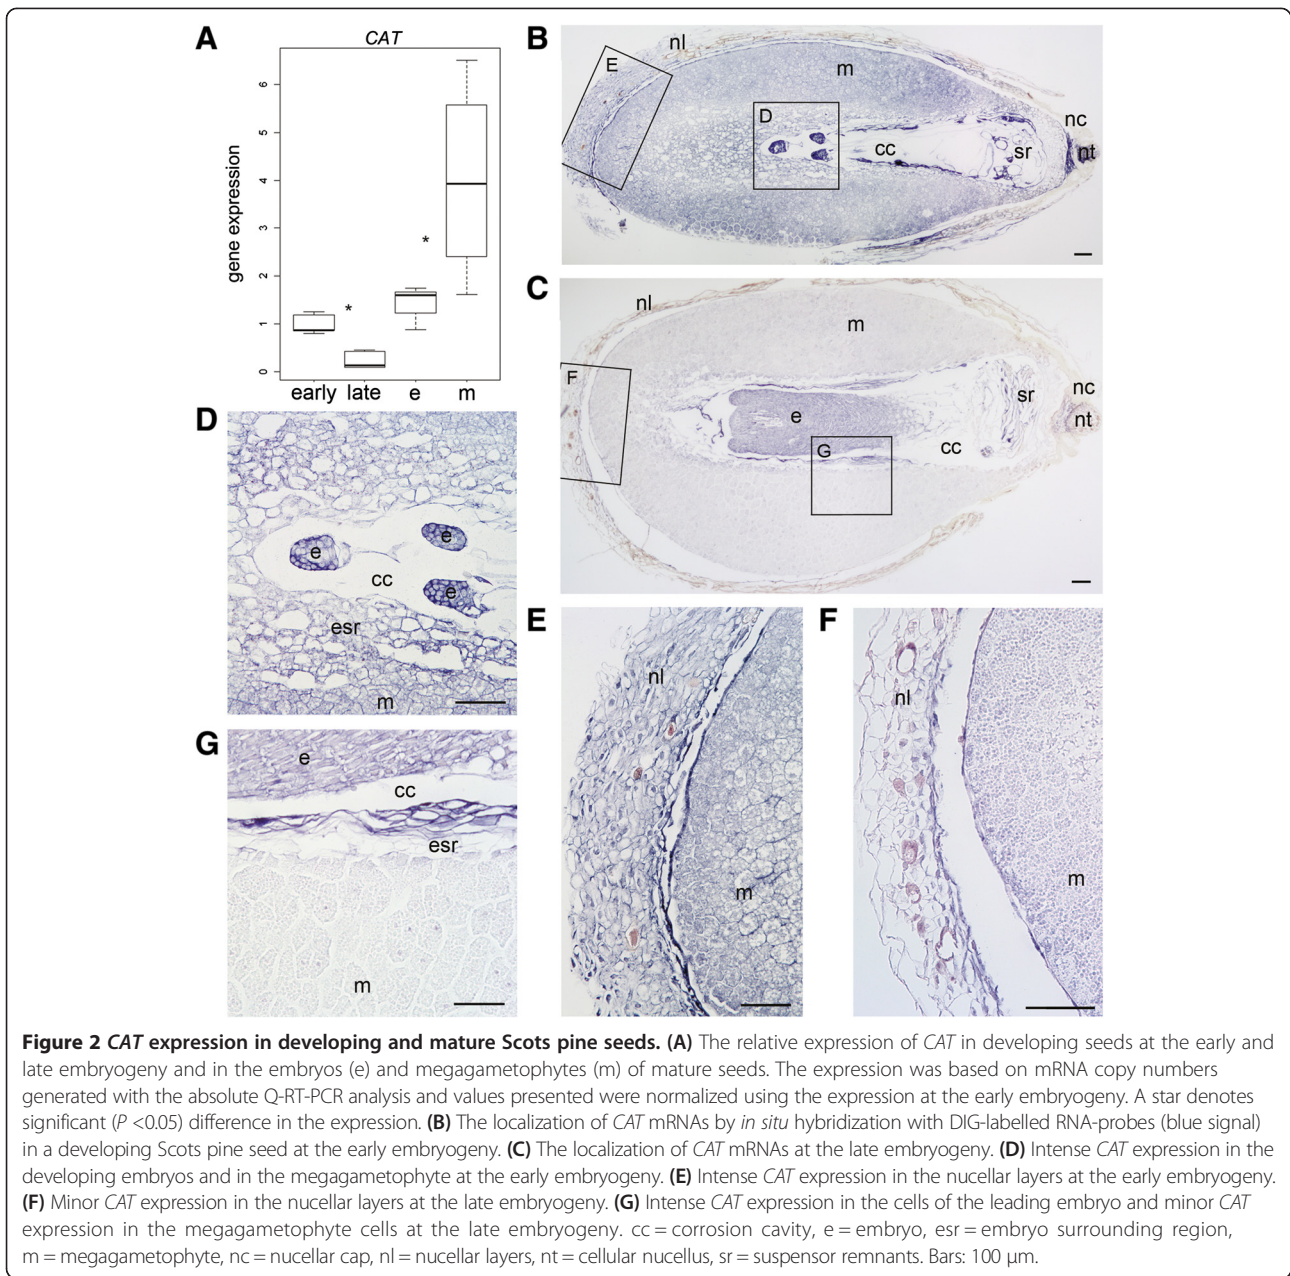 A
CAT
gene expression
6
5
4
3
2
1
0
*
*
early late e m
B
nl
E
m
D
nc
cc
sr
nt
C
nl
m
F
e
sr
nc
nt
G
cc
D
e
e
cc
e
esr
m
E
nl
m
F
nl
m
G
e
cc
esr
m
Figure 2 CAT expression in developing and mature Scots pine seeds. (A) The relative expression of CAT in developing seeds at the early and
late embryogeny and in the embryos (e) and megagametophytes (m) of mature seeds. The expression was based on mRNA copy numbers
generated with the absolute Q-RT-PCR analysis and values presented were normalized using the expression at the early embryogeny. A star denotes
significant (P <0.05) difference in the expression. (B) The localization of CAT mRNAs by in situ hybridization with DIG-labelled RNA-probes (blue signal)
in a developing Scots pine seed at the early embryogeny. (C) The localization of CAT mRNAs at the late embryogeny. (D) Intense CAT expression in the
developing embryos and in the megagametophyte at the early embryogeny. (E) Intense CAT expression in the nucellar layers at the early embryogeny.
(F) Minor CAT expression in the nucellar layers at the late embryogeny. (G) Intense CAT expression in the cells of the leading embryo and minor CAT
expression in the megagametophyte cells at the late embryogeny. cc = corrosion cavity, e = embryo, esr = embryo surrounding region,
m = megagametophyte, nc = nucellar cap, nl = nucellar layers, nt = cellular nucellus, sr = suspensor remnants. Bars: 100 μm.